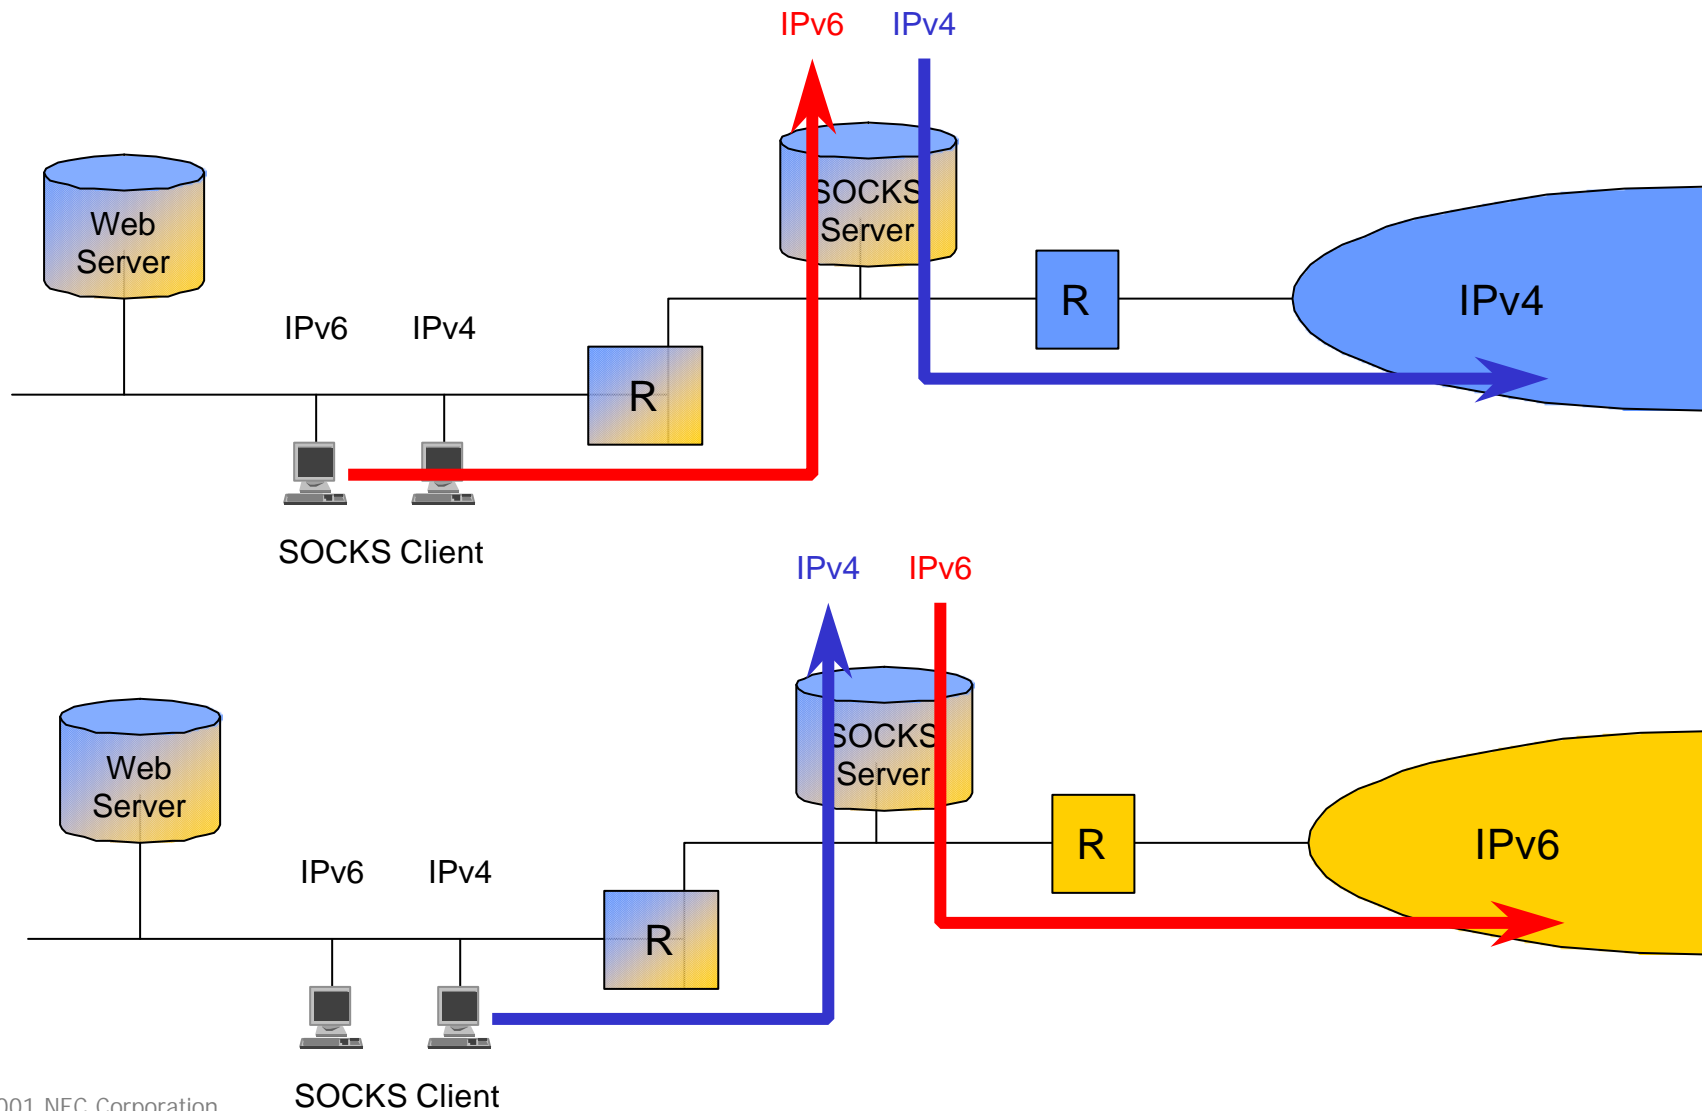 IPv6 IPv4
Web
Server
SOCKS
Server
IPv6 IPv4
R
R
IPv4
SOCKS Client
IPv4 IPv6
Web
Server
SOCKS
Server
IPv6 IPv4
R
R
IPv6
SOCKS Client
001 NEC Corporation